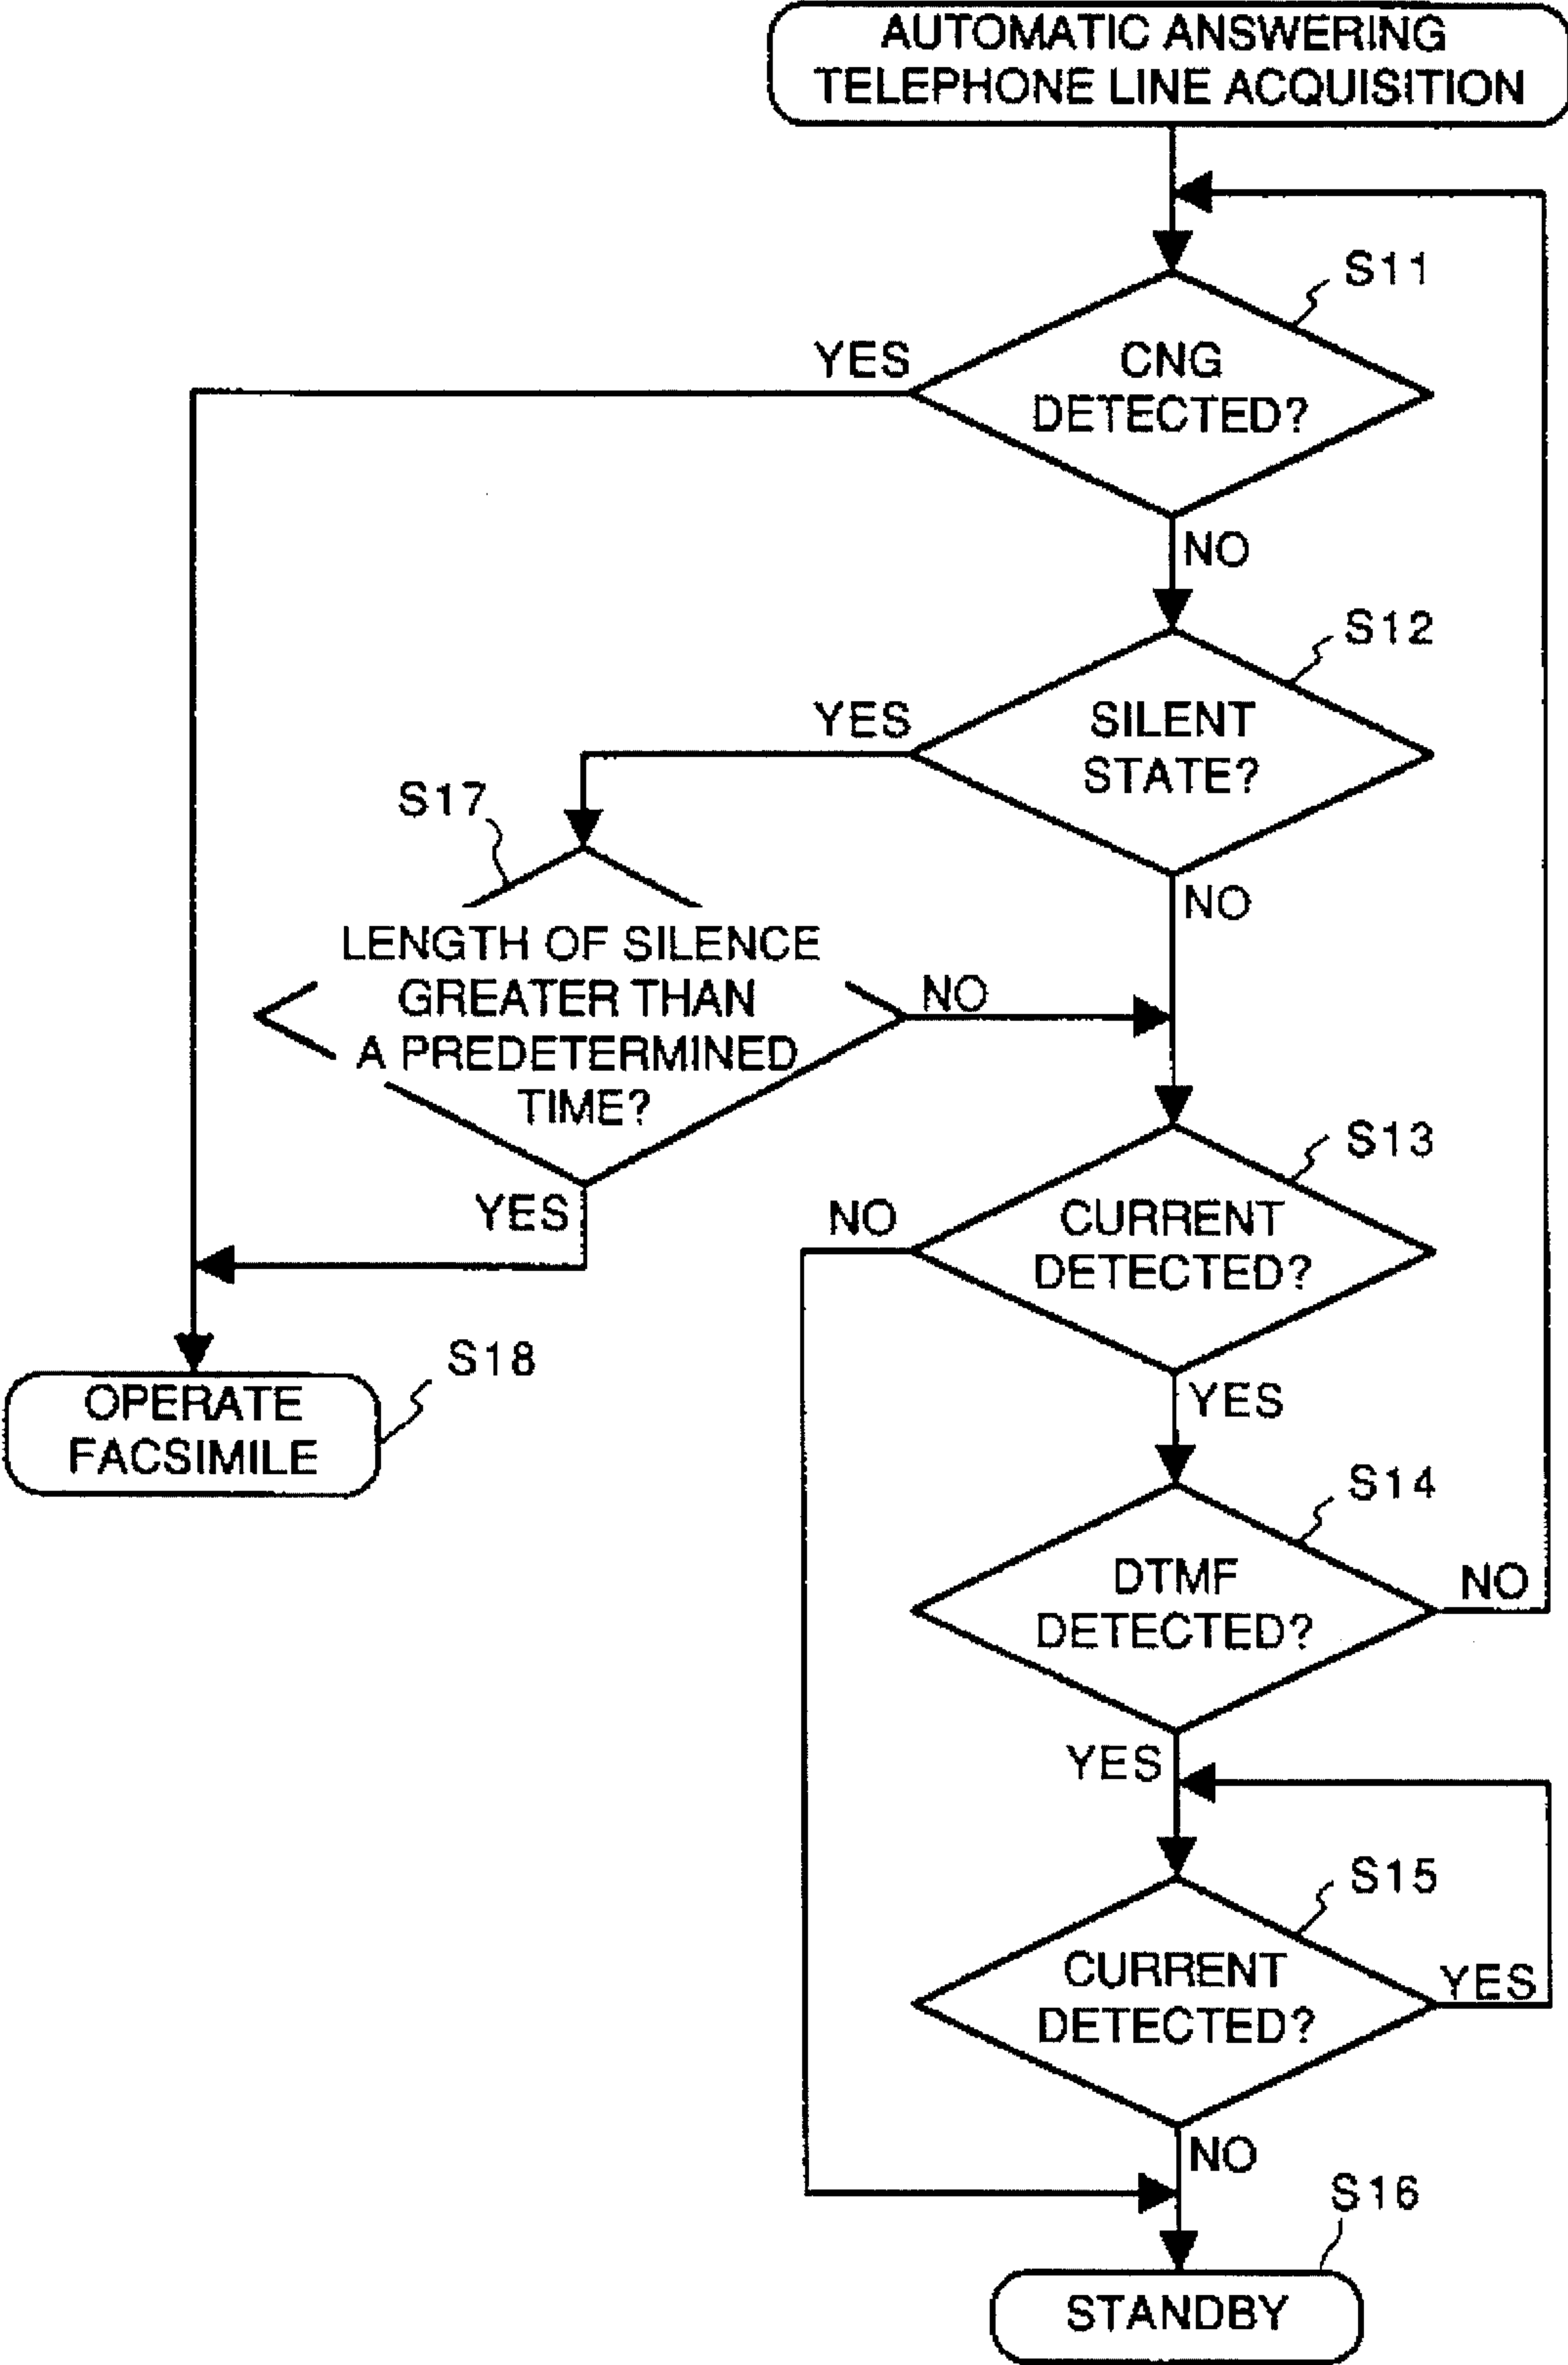 AUTOMATIC ANSWERING
TELEPHONE LINE ACQUISITION
S11
YES
CNG
DETECTED?
NO
S12
YES
SILENT
STATE?
S17
NO
LENGTH OF SILENCE
GREATER THAN
A PREDETERMINED
TIME?
NO
YES
S13
NO
CURRENT
DETECTED?
S18
OPERATE
FACSIMILE
YES
S14
DTMF
DETECTED?
NO
YES
S15
CURRENT
DETECTED?
YES
NO
S16
STANDBY